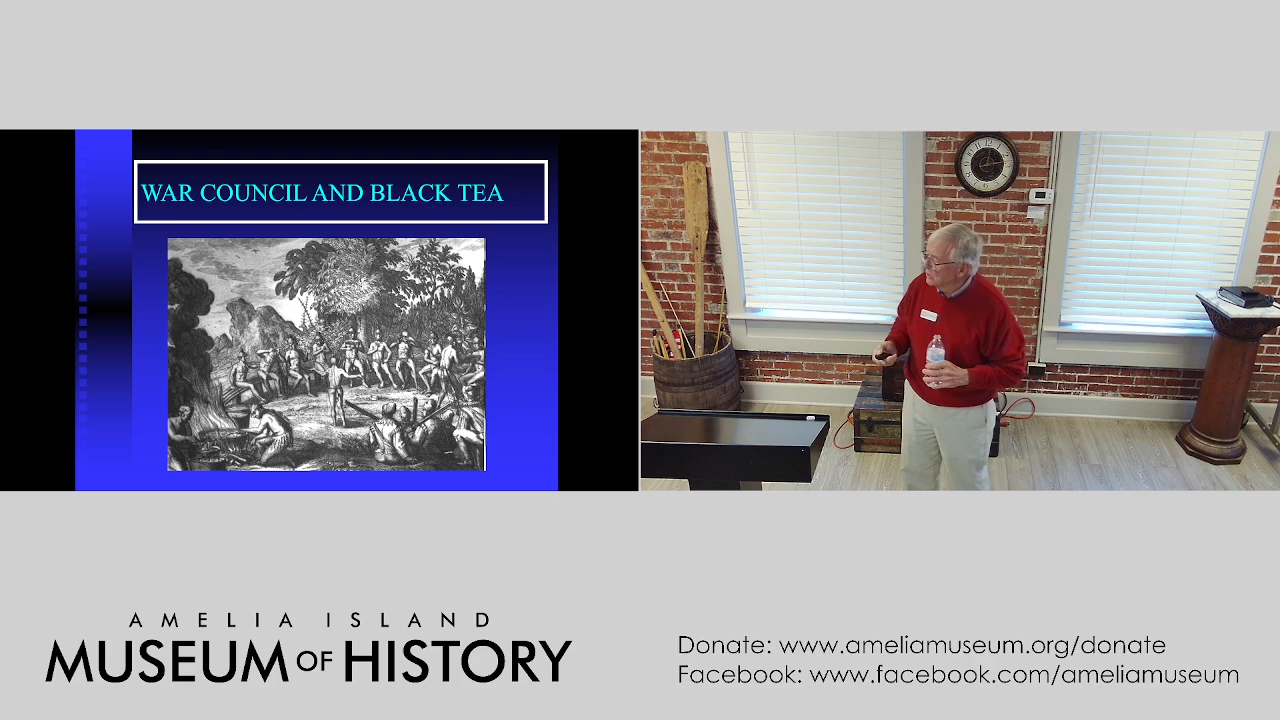 WAR COUNCIL AND BLACK TEA
AMELIA ISLAND
MUSEUM OF HISTORY
Donate: www.ameliamuseum.org/donate
Facebook: www.facebook.com/ameliamuseum